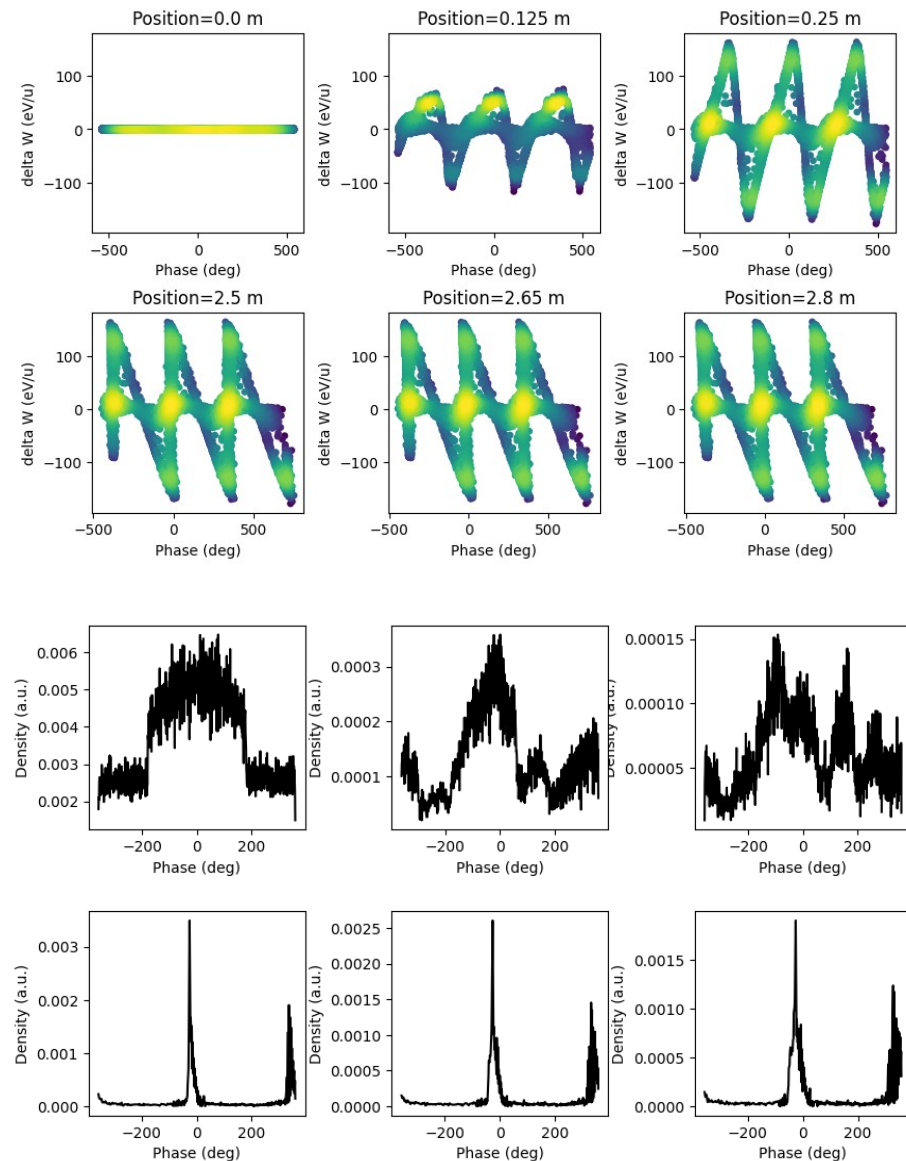 Position=0.0 m Position=0.125 m Position=0.25 m
delta W (eV/u) delta W (eV/u) delta W (eV/u)
100 100 100
0 0 0
−100 −100 −100
−500 0 500 −500 0 500 −500 0 500
Phase (deg) Phase (deg) Phase (deg)
Position=2.5 m Position=2.65 m Position=2.8 m
delta W (eV/u) delta W (eV/u) delta W (eV/u)
100 100 100
0 0 0
−100 −100 −100
−500 0 500 −500 0 500 −500 0 500
Phase (deg) Phase (deg) Phase (deg)
Density (a.u.) Density (a.u.) Density (a.u.)
0.006 0.0003 0.00015
0.005 0.0002 0.00010
0.004 0.0001 0.00005
0.003
0.002
−200 0 200 −200 0 200 −200 0 200
Phase (deg) Phase (deg) Phase (deg)
Density (a.u.) Density (a.u.) Density (a.u.)
0.003 0.0025 0.0015
0.002 0.0020 0.0010
0.001 0.0015 0.0005
0.000 0.0010 0.0000
0.0005
0.0000
−200 0 200 −200 0 200 −200 0 200
Phase (deg) Phase (deg) Phase (deg)